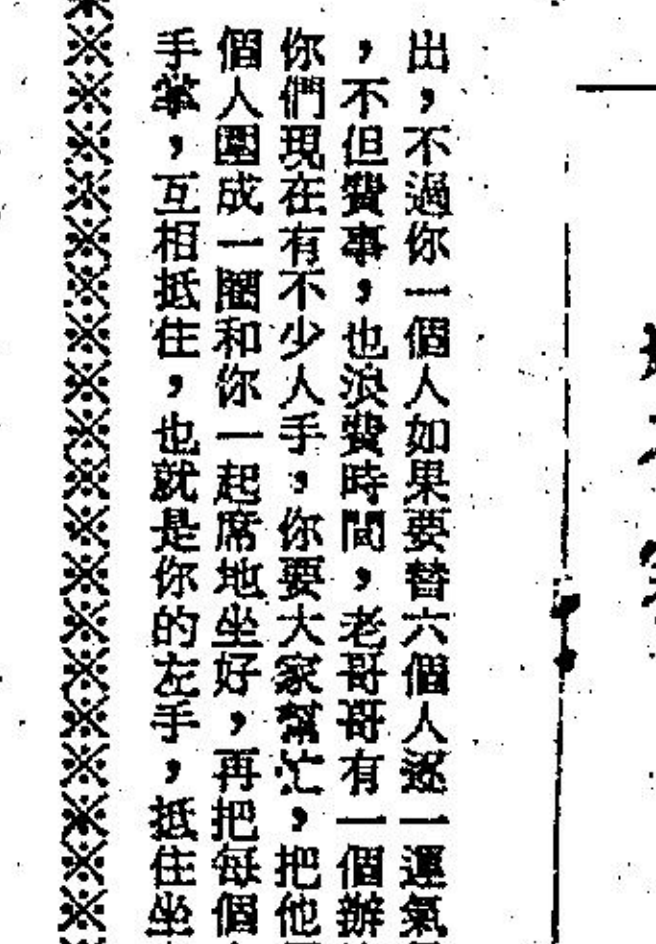 出，不過你一個人如果要替六個人逐一運氣
，不但費事，也浪費時間，老哥哥有一個辦
你們現在有不少人手，你要大家幫忙，把他
個人圍成一圈和你一起席地坐好，再把每個
手掌，互相抵住，也就是你的左手，抵住坐